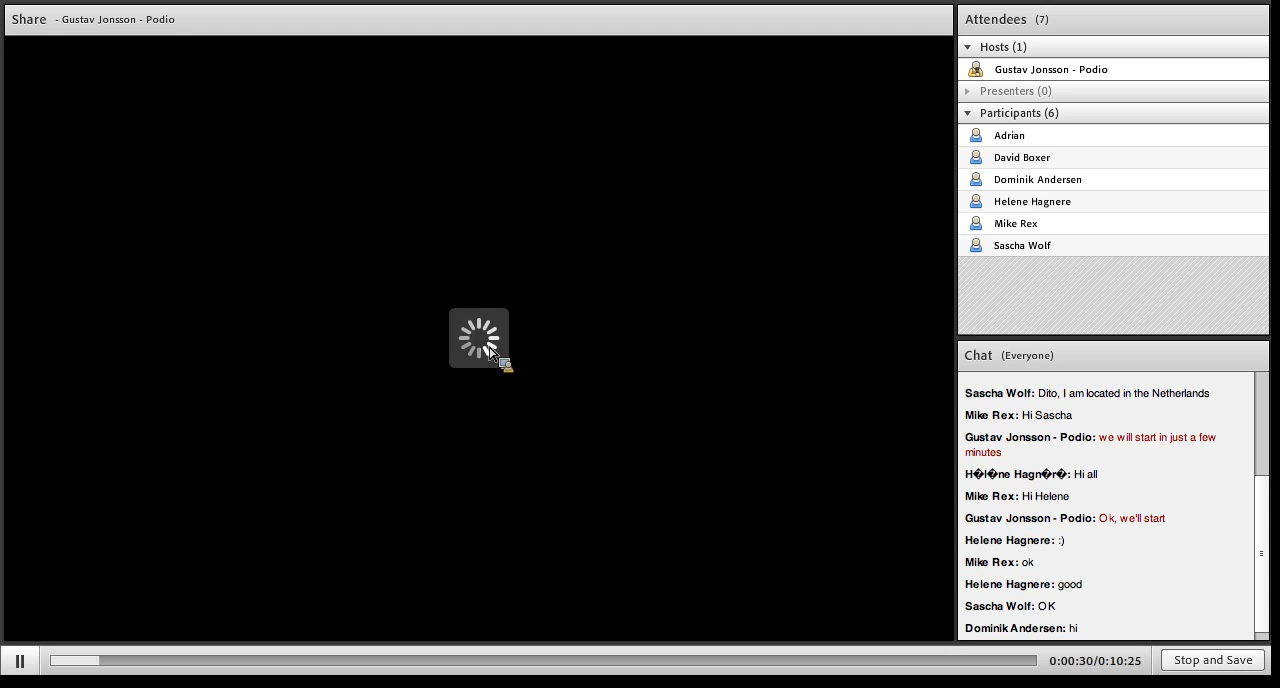 Share - Gustav Jonsson - Podio
Attendees (7)
Hosts (1)
Gustav Jonsson - Podio
Presenters (0)
Participants (6)
Adrian
David Boxer
Dominik Andersen
Helene Hagnere
Mike Rex
Sascha Wolf
Chat (Everyone)
Sascha Wolf: Dito, I am located in the Netherlands
Mike Rex: Hi Sascha
Gustav Jonsson - Podio: we will start in just a few
minutes
H�l�ne Hagn�r�: Hi all
Mike Rex: Hi Helene
Gustav Jonsson - Podio: Ok, we'll start
Helene Hagnere: :)
Mike Rex: ok
Helene Hagnere: good
Sascha Wolf: OK
Dominik Andersen: hi
0:00:30/0:10:25
Stop and Save